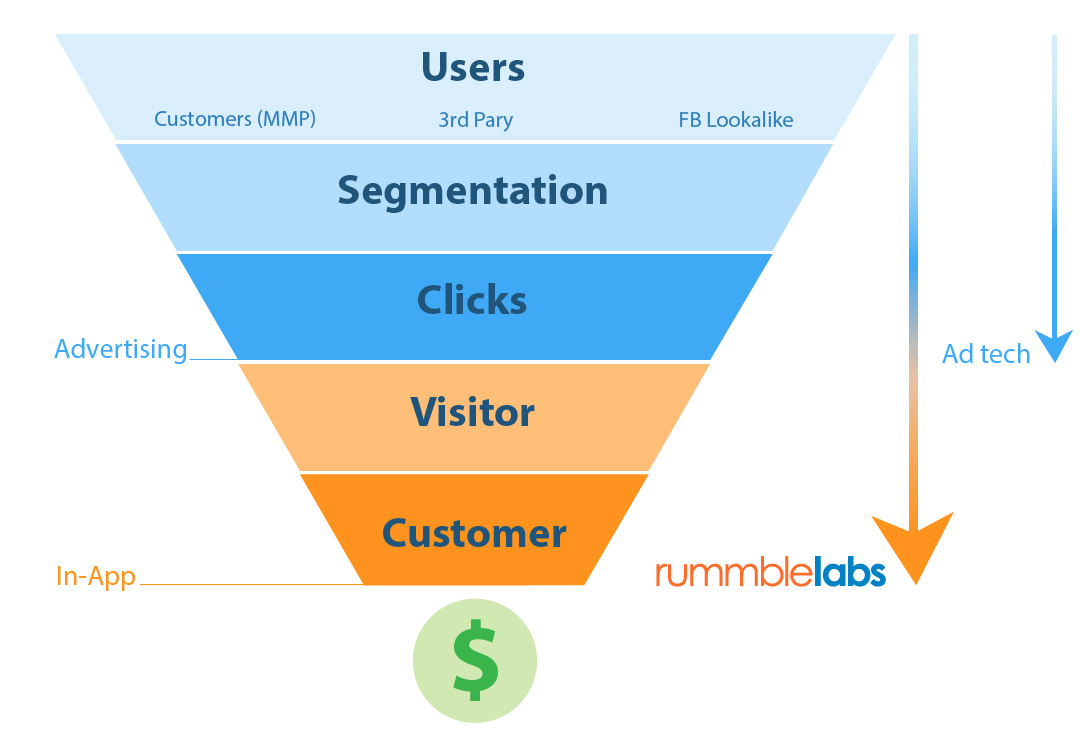 Users
Customers (MMP) 3rd Pary FB Lookalike
Segmentation
Clicks
Advertising
Ad tech
Visitor
Customer
In-App
rummblelabs
$